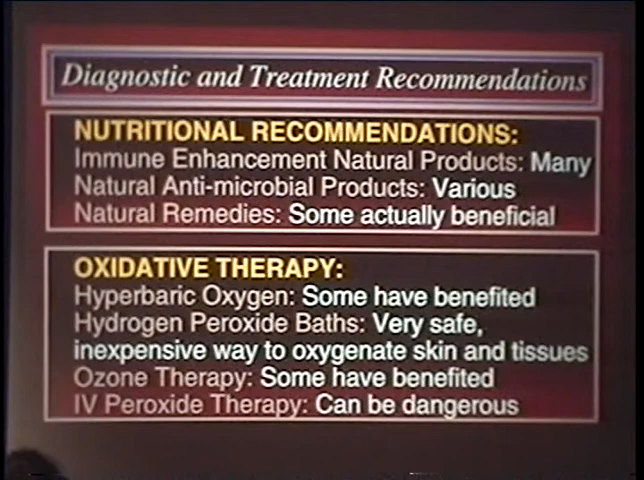 Diagnostic and Treatment Recommendations
NUTRITIONAL RECOMMENDATIONS:
Immune Enhancement Natural Products: Many
Natural Anti-microbial Products: Various
Natural Remedies: Some actually beneficial
OXIDATIVE THERAPY:
Hyperbaric Oxygen: Some have benefited
Hydrogen Peroxide Baths: Very safe,
inexpensive way to oxygenate skin and tissues
Ozone Therapy: Some have benefited
IV Peroxide Therapy: Can be dangerous